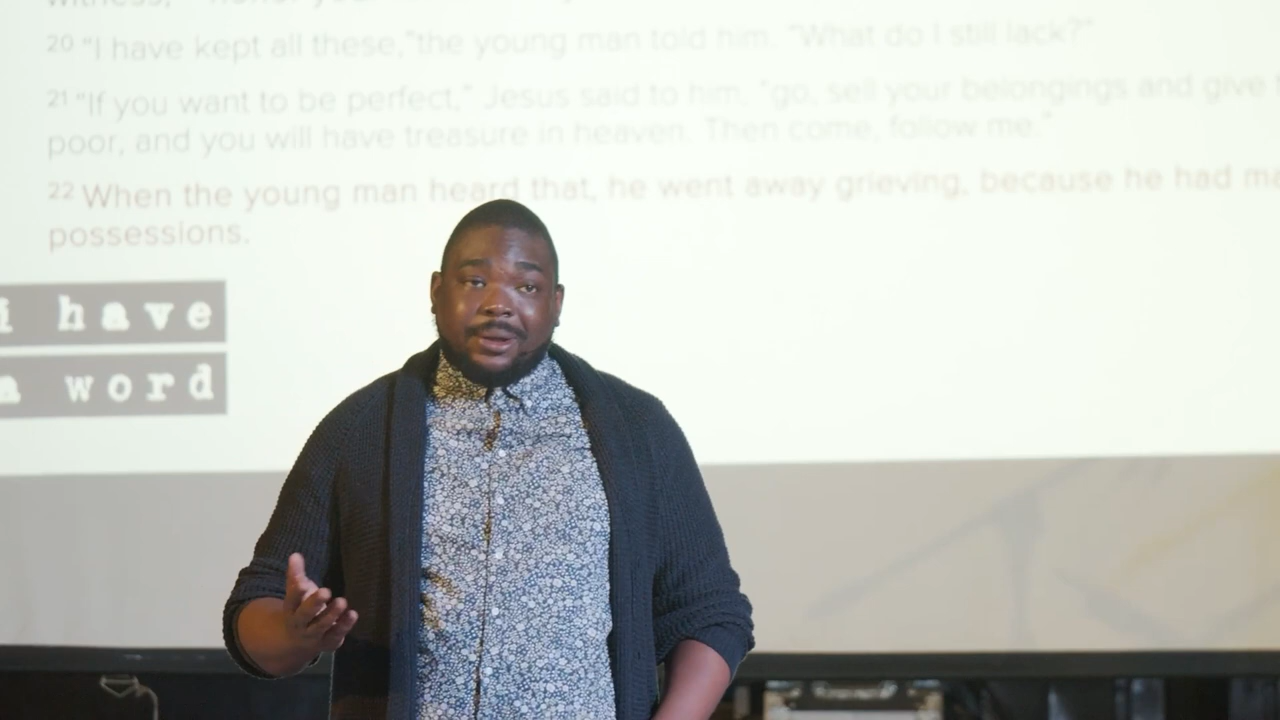 witness; honor your
20 “I have kept all these,”the young man told him. “What do I still lack?”
21 “If you want to be perfect,” Jesus said to him, “go, sell your belongings and give
poor, and you will have treasure in heaven. Then come, follow me.”
22 When the young man heard that, he went away grieving, because he had
possessions.
i have
a word